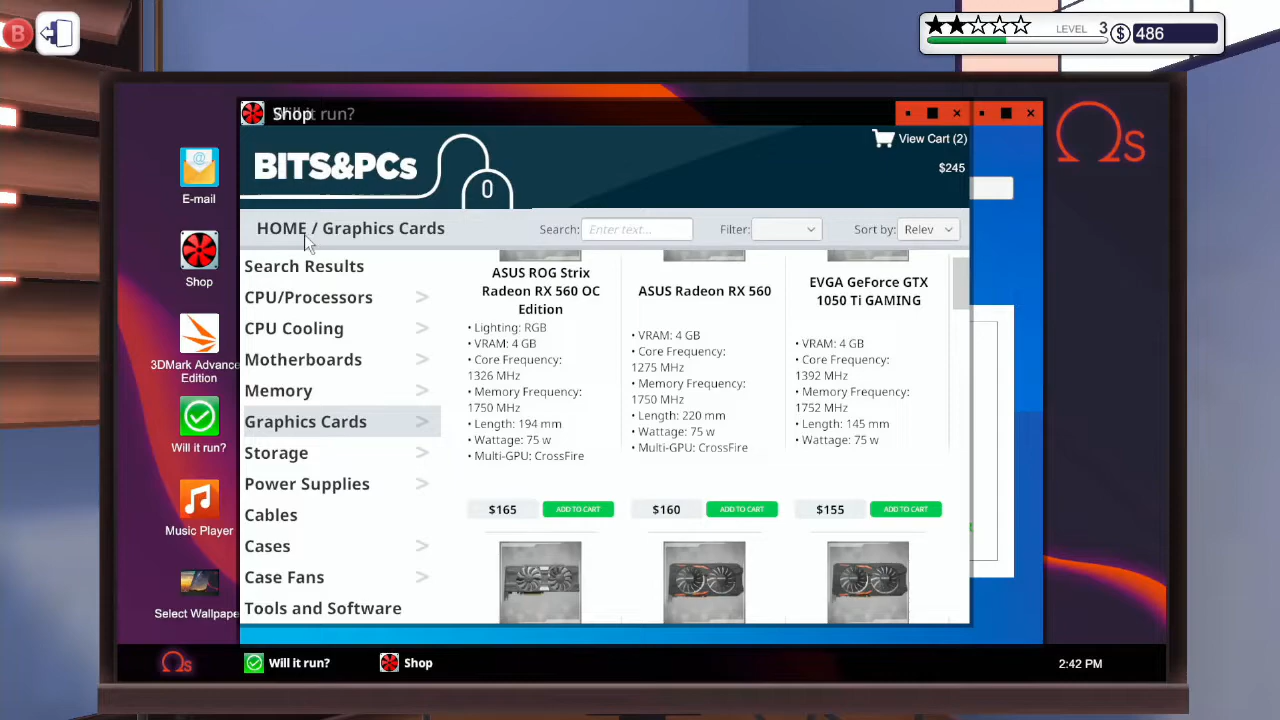 B
LEVEL 3 $ 486
Shop
Will it run?
View Cart (2)
BITS&PCs
$245
HOME / Graphics Cards
Search: Enter text...
Filter:
Sort by: Relev
E-mail
Shop
3DMark Advance
Edition
Will it run?
Music Player
Select Wallpape
Search Results
CPU/Processors >
CPU Cooling >
Motherboards >
Memory >
Graphics Cards >
Storage >
Power Supplies >
Cables
Cases >
Case Fans >
Tools and Software
ASUS ROG Strix
Radeon RX 560 OC
Edition
• Lighting: RGB
• VRAM: 4 GB
• Core Frequency:
1326 MHz
• Memory Frequency:
1750 MHz
• Length: 194 mm
• Wattage: 75 w
• Multi-GPU: CrossFire
$165 ADD TO CART
ASUS Radeon RX 560
• VRAM: 4 GB
• Core Frequency:
1275 MHz
• Memory Frequency:
1750 MHz
• Length: 220 mm
• Wattage: 75 w
• Multi-GPU: CrossFire
$160 ADD TO CART
EVGA GeForce GTX
1050 Ti GAMING
• VRAM: 4 GB
• Core Frequency:
1392 MHz
• Memory Frequency:
1752 MHz
• Length: 145 mm
• Wattage: 75 w
$155 ADD TO CART
Ωs
Ωs
Will it run?
Shop
2:42 PM